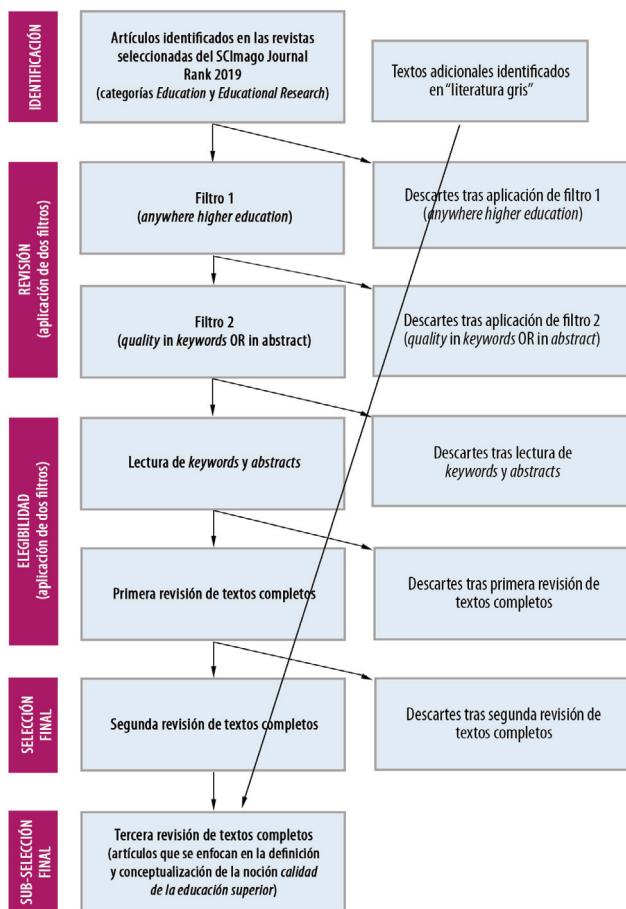 IDENTIFICACIÓN
Artículos identificados en las revistas
seleccionadas del SCImago Journal
Rank 2019
(categorías Education y Educational Research)
Textos adicionales identificados
en “literatura gris”
REVISIÓN
(aplicación de dos filtros)
Filtro 1
(anywhere higher education)
Descartes tras aplicación de filtro 1
(anywhere higher education)
Filtro 2
(quality in keywords OR in abstract)
Descartes tras aplicación de filtro 2
(quality in keywords OR in abstract)
ELEGIBILIDAD
(aplicación de dos filtros)
Lectura de keywords y abstracts
Descartes tras lectura de
keywords y abstracts
Primera revisión de textos completos
Descartes tras primera revisión de
textos completos
SELECCIÓN
FINAL
Segunda revisión de textos completos
Descartes tras segunda revisión de
textos completos
SUB-SELECCIÓN
FINAL
Tercera revisión de textos completos
(artículos que se enfocan en la definición
y conceptualización de la noción calidad
de la educación superior)